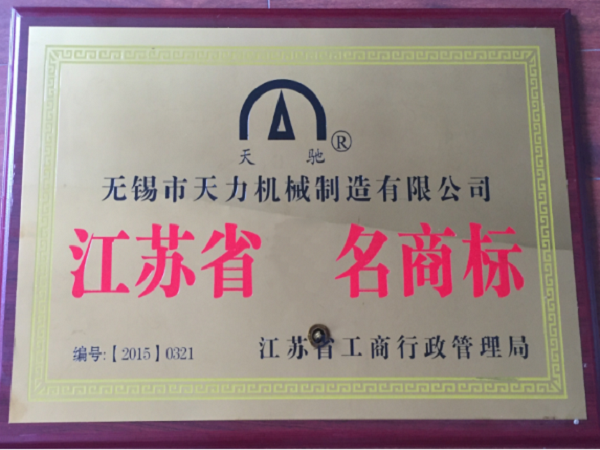 天 驰 ®
无锡市天力机械制造有限公司
江苏省 名商标
编号:【2015】0321
江苏省工商行政管理局